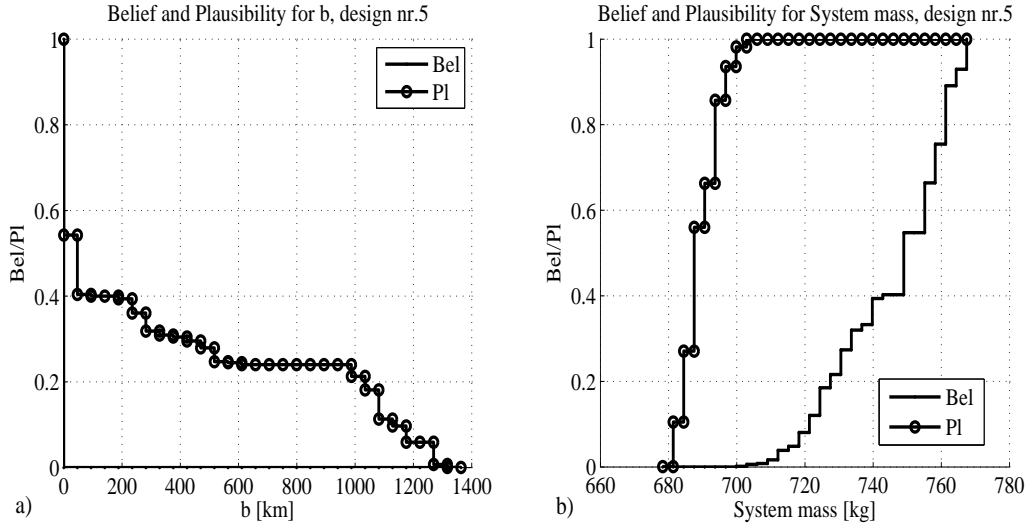 Belief and Plausibility for b, design nr.5
1
0.8
0.6
0.4
0.2
0
Bel/Pl
Bel
Pl
0 200 400 600 800 1000 1200 1400
b [km]
a)
Belief and Plausibility for System mass, design nr.5
1
0.8
0.6
0.4
0.2
0
Bel/Pl
Bel
Pl
660 680 700 720 740 760 780
System mass [kg]
b)